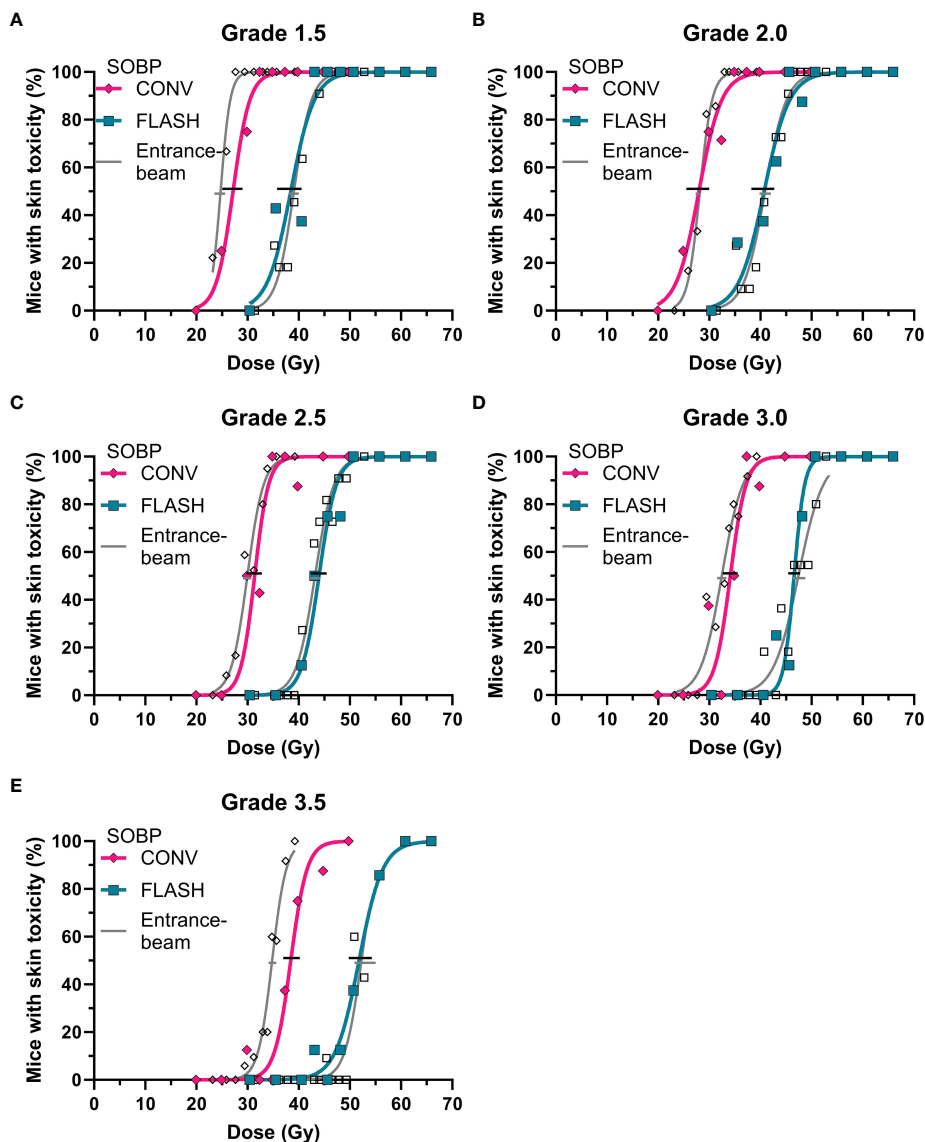 A
Grade 1.5
Mice with skin toxicity (%)
100
80
60
40
20
0
SOBP
CONV
FLASH
Entrance-
beam
0 10 20 30 40 50 60 70
Dose (Gy)
B
Grade 2.0
Mice with skin toxicity (%)
100
80
60
40
20
0
SOBP
CONV
FLASH
Entrance-
beam
0 10 20 30 40 50 60 70
Dose (Gy)
C
Grade 2.5
Mice with skin toxicity (%)
100
80
60
40
20
0
SOBP
CONV
FLASH
Entrance-
beam
0 10 20 30 40 50 60 70
Dose (Gy)
D
Grade 3.0
Mice with skin toxicity (%)
100
80
60
40
20
0
SOBP
CONV
FLASH
Entrance-
beam
0 10 20 30 40 50 60 70
Dose (Gy)
E
Grade 3.5
Mice with skin toxicity (%)
100
80
60
40
20
0
SOBP
CONV
FLASH
Entrance-
beam
0 10 20 30 40 50 60 70
Dose (Gy)